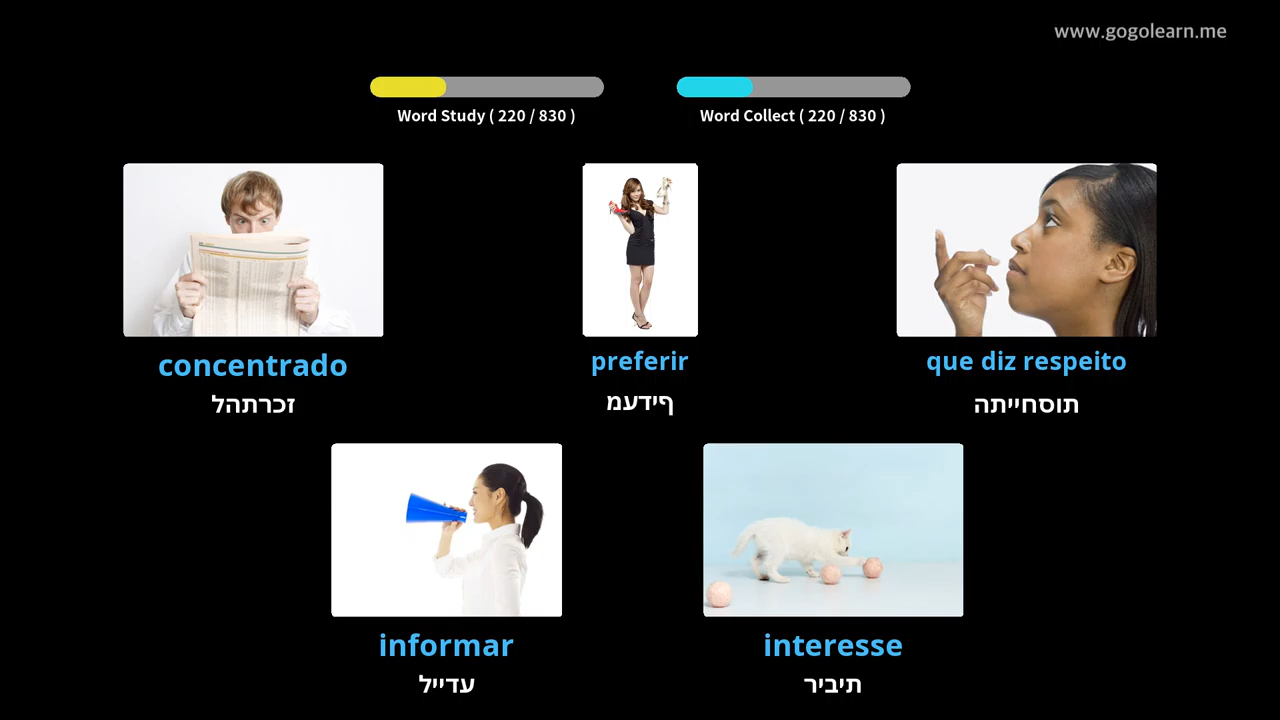 www.gogolearn.me
Word Study ( 220 / 830 )
Word Collect ( 220 / 830 )
concentrado
זכרתהל
preferir
ףידעמ
que diz respeito
תוסחייתה
informar
עדייל
interesse
תיביר